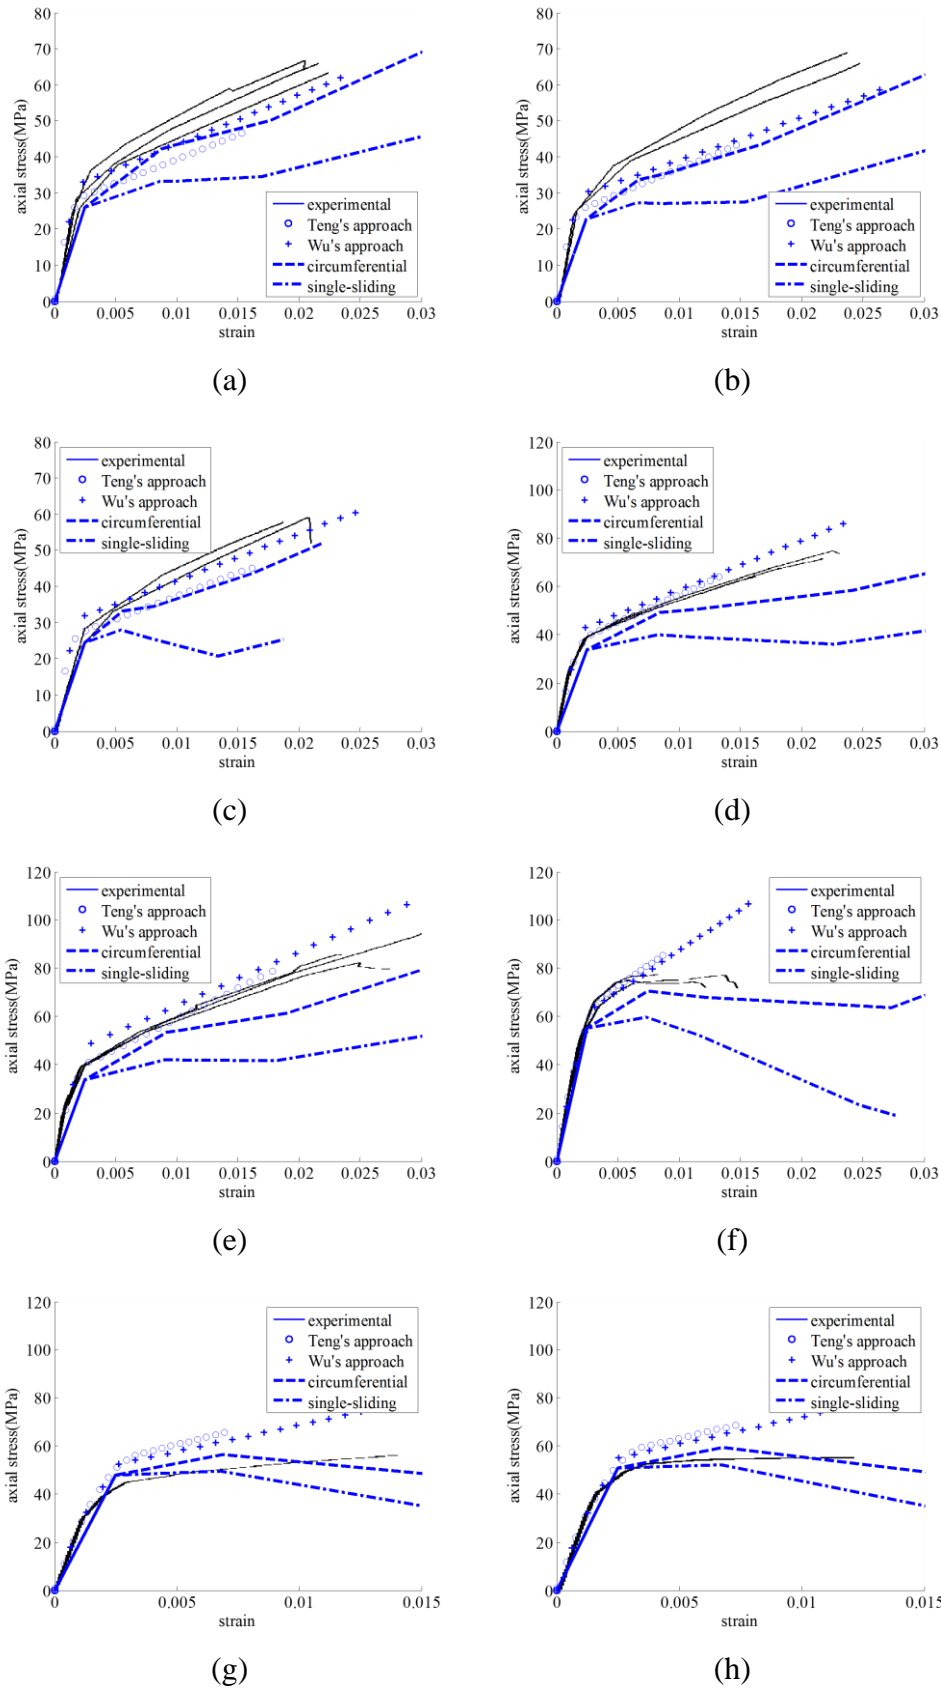 80
70
60
50
40
30
20
10
0
axial stress(MPa)
experimental
Teng's approach
Wu's approach
circumferential
single-sliding
0 0.005 0.01 0.015 0.02 0.025 0.03
strain
(a)
80
70
60
50
40
30
20
10
0
axial stress(MPa)
experimental
Teng's approach
Wu's approach
circumferential
single-sliding
0 0.005 0.01 0.015 0.02 0.025 0.03
strain
(b)
80
70
60
50
40
30
20
10
0
axial stress(MPa)
experimental
Teng's approach
Wu's approach
circumferential
single-sliding
0 0.005 0.01 0.015 0.02 0.025 0.03
strain
(c)
120
100
80
60
40
20
0
axial stress(MPa)
experimental
Teng's approach
Wu's approach
circumferential
single-sliding
0 0.005 0.01 0.015 0.02 0.025 0.03
strain
(d)
120
100
80
60
40
20
0
axial stress(MPa)
experimental
Teng's approach
Wu's approach
circumferential
single-sliding
0 0.005 0.01 0.015 0.02 0.025 0.03
strain
(e)
120
100
80
60
40
20
0
axial stress(MPa)
experimental
Teng's approach
Wu's approach
circumferential
single-sliding
0 0.005 0.01 0.015 0.02 0.025 0.03
strain
(f)
120
100
80
60
40
20
0
axial stress(MPa)
experimental
Teng's approach
Wu's approach
circumferential
single-sliding
0 0.005 0.01 0.015
strain
(g)
120
100
80
60
40
20
0
axial stress(MPa)
experimental
Teng's approach
Wu's approach
circumferential
single-sliding
0 0.005 0.01 0.015
strain
(h)